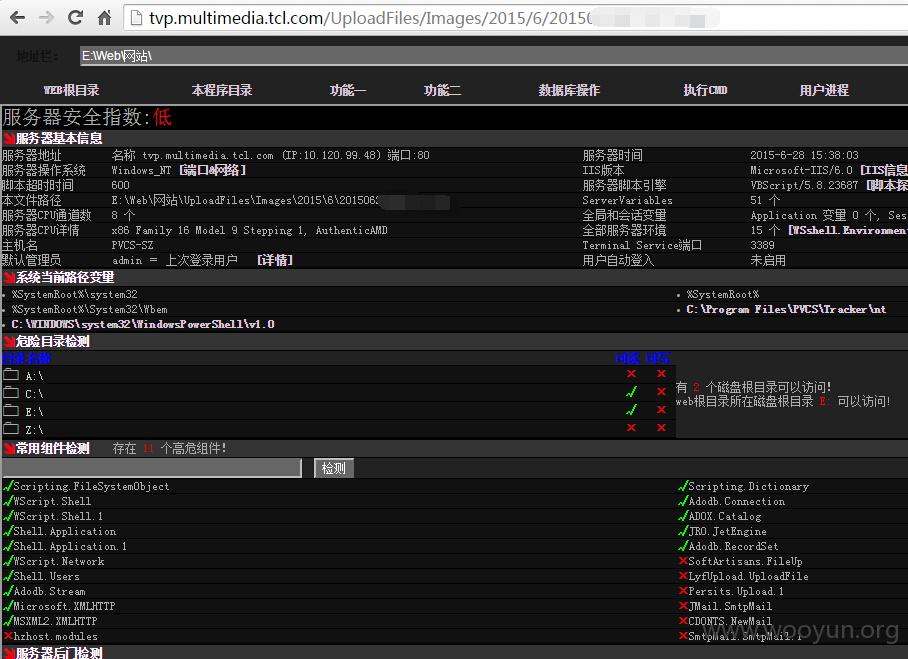 tvp.multimedia.tcl.com/UploadFiles/Images/2015/6/20150
地址栏: E:\Web\网站\
WEB根目录 本程序目录 功能一 功能二 数据库操作 执行CMD 用户进程
服务器安全指数:低
服务器基本信息
服务器地址 名称 tvp.multimedia.tcl.com (IP:10.120.99.48) 端口:80 服务器时间 2015-6-28 15:38:03
服务器操作系统 Windows_NT [端口&网络] IIS版本 Microsoft-IIS/6.0 [IIS信息
脚本超时时间 600 服务器脚本引擎 VBScript/5.8.23687 [脚本探
本文件路径 E:\Web\网站\UploadFiles\Images\2015\6\201506 ServerVariables 51 个
服务器CPU通道数 8 个 全局和会话变量 Application 变量 0 个, Ses
服务器CPU详情 x86 Family 16 Model 9 Stepping 1, AuthenticAMD 全部服务器环境 15 个 [WSshell.Environmen
主机名 PVCS-SZ Terminal Service端口 3389
默认管理员 admin = 上次登录用户 [详情] 用户自动登入 未启用
系统当前路径变量
%SystemRoot%\system32 %SystemRoot%
%SystemRoot%\System32\Wbem C:\Program Files\PVCS\Tracker\nt
C:\WINDOWS\system32\WindowsPowerShell\v1.0
危险目录检测
目录名称 可读 可写
A:\
C:\
E:\
Z:\
有 2 个磁盘根目录可以访问!
web根目录所在磁盘根目录 E: 可以访问!
常用组件检测 存在 11 个高危组件!
检测
Scripting.FileSystemObject Scripting.Dictionary
WScript.Shell Adodb.Connection
WScript.Shell.1 ADOX.Catalog
Shell.Application JRO.JetEngine
Shell.Application.1 Adodb.RecordSet
WScript.Network SoftArtisans.FileUp
Shell.Users LyfUpload.UploadFile
Adodb.Stream Persits.Upload.1
Microsoft.XMLHTTP JMail.SmtpMail
MSXML2.XMLHTTP CDONTS.NewMail
hzhost.modules SmtpMail.SmtpMail.1
www.wooyun.org
服务器后门检测